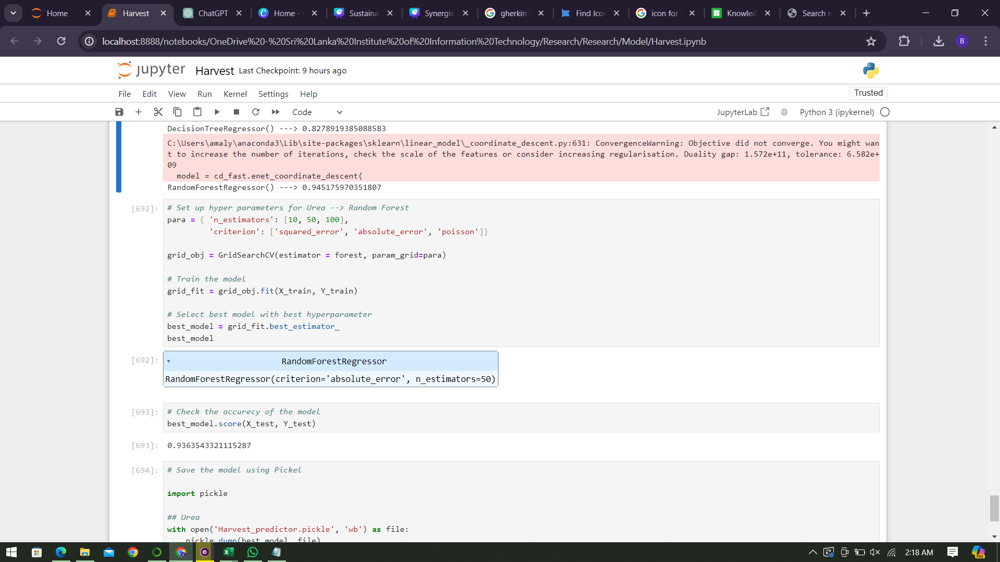 Home
Harvest
ChatGPT
Home -
Sustaina
Synergis
gherkin
Find Ico
icon for
Knowled
Search r
localhost:8888/notebooks/OneDrive%20-%20Sri%20Lanka%20Institute%20of%20Information%20Technology/Research/Research/Model/Harvest.ipynb
B
jupyter Harvest Last Checkpoint: 9 hours ago
File Edit View Run Kernel Settings Help
Trusted
Code
JupyterLab
Python 3 (ipykernel)
DecisionTreeRegressor() ---> 0.8278919385088583
C:\Users\amaly\anaconda3\Lib\site-packages\sklearn\linear_model\_coordinate_descent.py:631: ConvergenceWarning: Objective did not converge. You might wan
t to increase the number of iterations, check the scale of the features or consider increasing regularisation. Duality gap: 1.572e+11, tolerance: 6.582e+
09
model = cd_fast.enet_coordinate_descent(
RandomForestRegressor() ---> 0.945175970351807
[692]:
# Set up hyper parameters for Urea --> Random Forest
para = { 'n_estimators': [10, 50, 100],
'criterion': ['squared_error', 'absolute_error', 'poisson']}
grid_obj = GridSearchCV(estimator = forest, param_grid=para)
# Train the model
grid_fit = grid_obj.fit(X_train, Y_train)
# Select best model with best hyperparameter
best_model = grid_fit.best_estimator_
best_model
[692]:
RandomForestRegressor
RandomForestRegressor(criterion='absolute_error', n_estimators=50)
[693]:
# Check the accurecy of the model
best_model.score(X_test, Y_test)
[693]: 0.9363543321115287
[694]:
# Save the model using Pickel
import pickle
## Urea
with open('Harvest_predictor.pickle', 'wb') as file:
pickle.dump(best_model, file)
2:18 AM
PRE